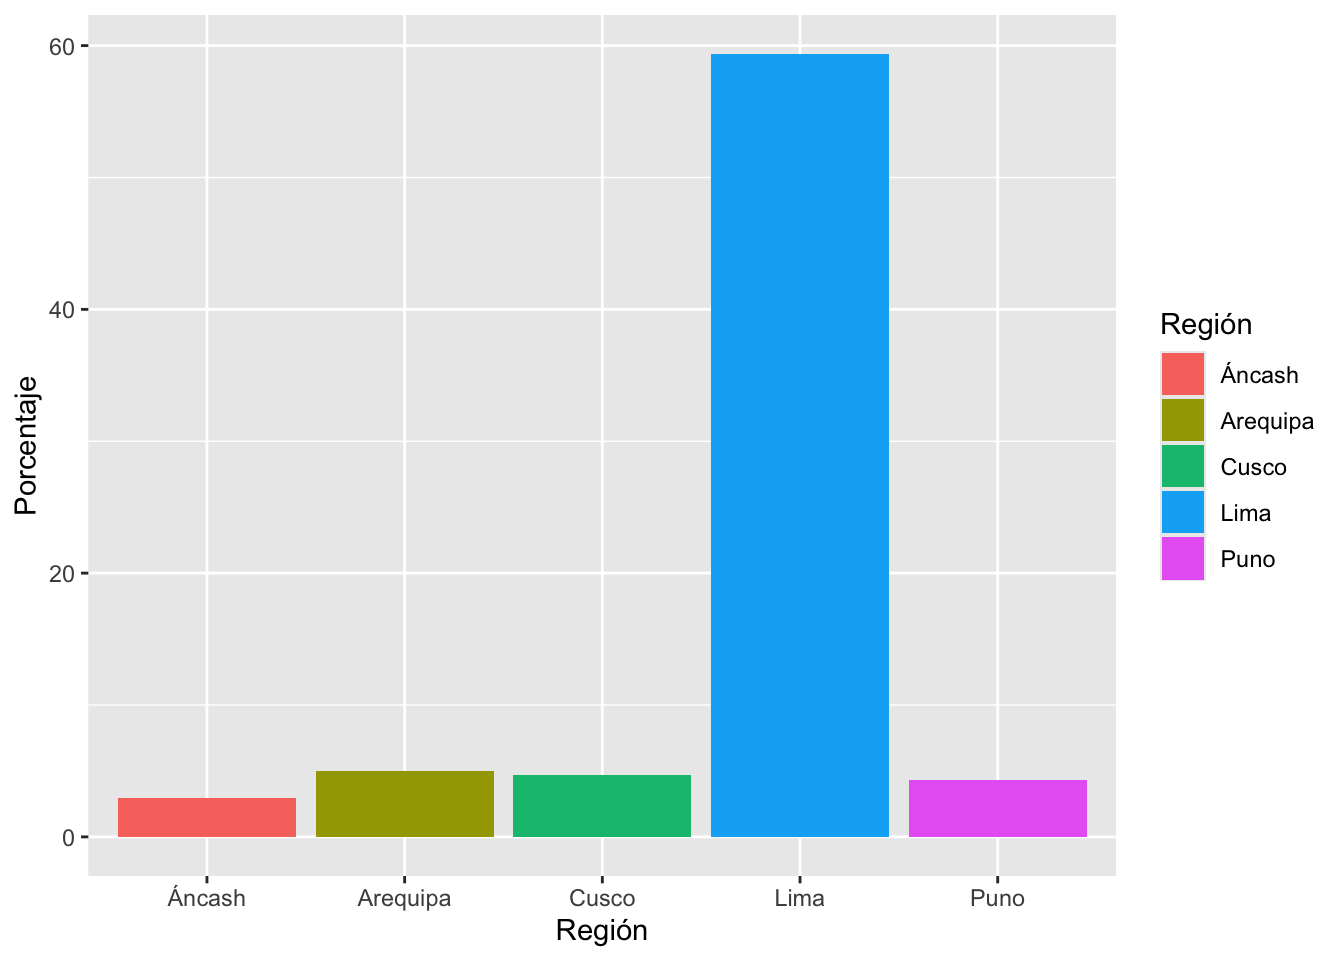 60
40
20
0
Porcentaje
Áncash
Arequipa
Cusco
Lima
Puno
Región
Región
Áncash
Arequipa
Cusco
Lima
Puno